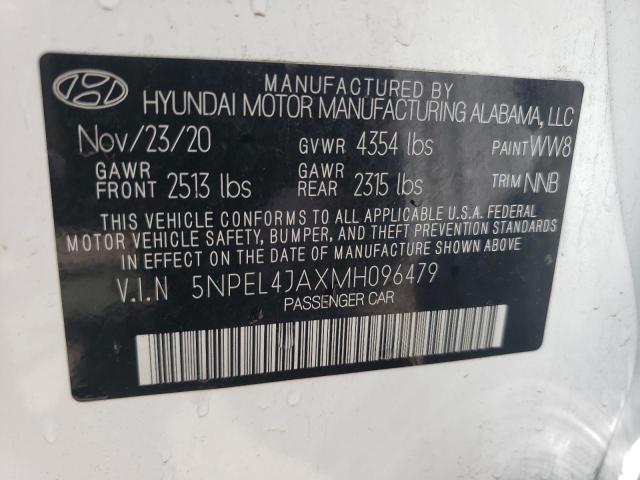 MANUFACTURED BY
HYUNDAI MOTOR MANUFACTURING ALABAMA, LLC
Nov/23/20 GVWR 4354 lbs PAINT WW8
GAWR FRONT 2513 lbs GAWR REAR 2315 lbs TRIM NNB
THIS VEHICLE CONFORMS TO ALL APPLICABLE U.S.A. FEDERAL
MOTOR VEHICLE SAFETY, BUMPER, AND THEFT PREVENTION
STANDARDS IN EFFECT ON THE DATE OF MANUFACTURE SHOWN ABOVE.
V.I.N 5NPEL4JAXMH096479
PASSENGER CAR